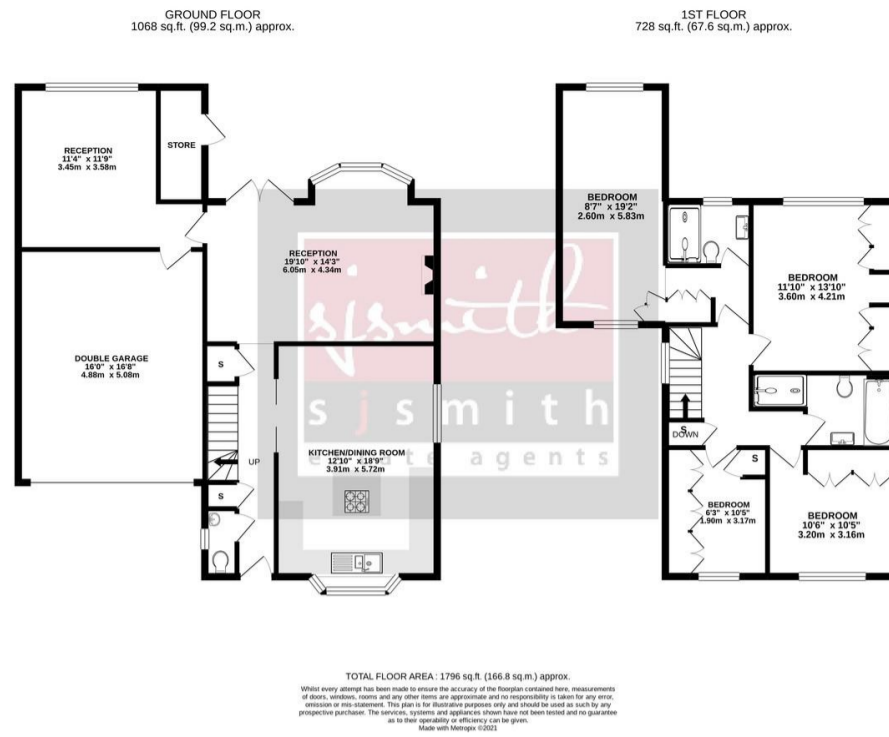 GROUND FLOOR
1068 sq.ft. (99.2 sq.m.) approx.
1ST FLOOR
728 sq.ft. (67.6 sq.m.) approx.
RECEPTION
11'4" x 11'9"
3.45m x 3.58m
STORE
RECEPTION
19'10" x 14'3"
6.05m x 4.34m
DOUBLE GARAGE
16'0" x 16'8"
4.88m x 5.08m
S
UP
S
KITCHEN/DINING ROOM
12'10" x 18'9"
3.91m x 5.72m
sjsmith
sjsmith
estate agents
BEDROOM
8'7" x 19'2"
2.60m x 5.83m
BEDROOM
11'10" x 13'10"
3.60m x 4.21m
S
DOWN
S
BEDROOM
6'3" x 10'5"
1.90m x 3.17m
BEDROOM
10'6" x 10'5"
3.20m x 3.16m
TOTAL FLOOR AREA : 1796 sq.ft. (166.8 sq.m.) approx.
Whilst every attempt has been made to ensure the accuracy of the floorplan contained here, measurements
of doors, windows, rooms and any other items are approximate and no responsibility is taken for any error,
omission or mis-statement. This plan is for illustrative purposes only and should be used as such by any
prospective purchaser. The services, systems and appliances shown have not been tested and no guarantee
as to their operability or efficiency can be given.
Made with Metropix ©2021